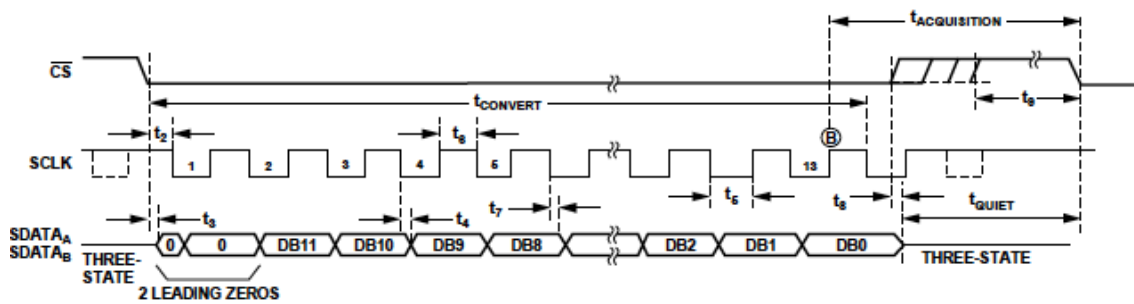 tACQUISITION
CS
tCONVERT
t9
t2
t6
B
SCLK
1 2 3 4 5 13
t7
t5
t8
tQUIET
t3
t4
SDATAA
SDATAB
0 0 DB11 DB10 DB9 DB8 DB2 DB1 DB0
THREE-
STATE
THREE-STATE
2 LEADING ZEROS